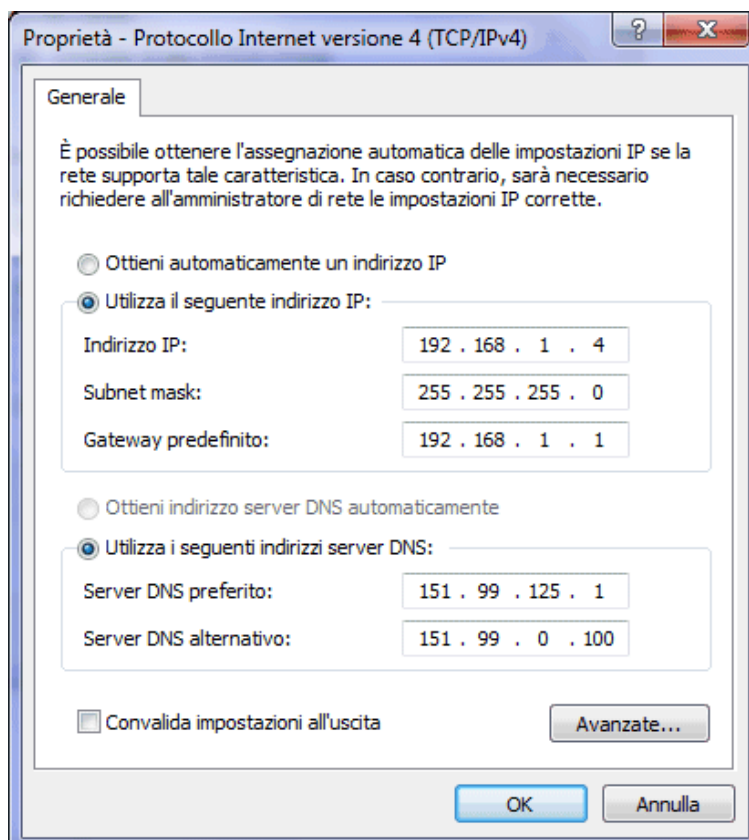 Proprietà - Protocollo Internet versione 4 (TCP/IPv4)
?
Generale
È possibile ottenere l'assegnazione automatica delle impostazioni IP se la
rete supporta tale caratteristica. In caso contrario, sarà necessario
richiedere all'amministratore di rete le impostazioni IP corrette.
Ottieni automaticamente un indirizzo IP
Utilizza il seguente indirizzo IP:
Indirizzo IP: 192 . 168 . 1 . 4
Subnet mask: 255 . 255 . 255 . 0
Gateway predefinito: 192 . 168 . 1 . 1
Ottieni indirizzo server DNS automaticamente
Utilizza i seguenti indirizzi server DNS:
Server DNS preferito: 151 . 99 . 125 . 1
Server DNS alternativo: 151 . 99 . 0 . 100
Convalida impostazioni all'uscita Avanzate...
OK Annulla